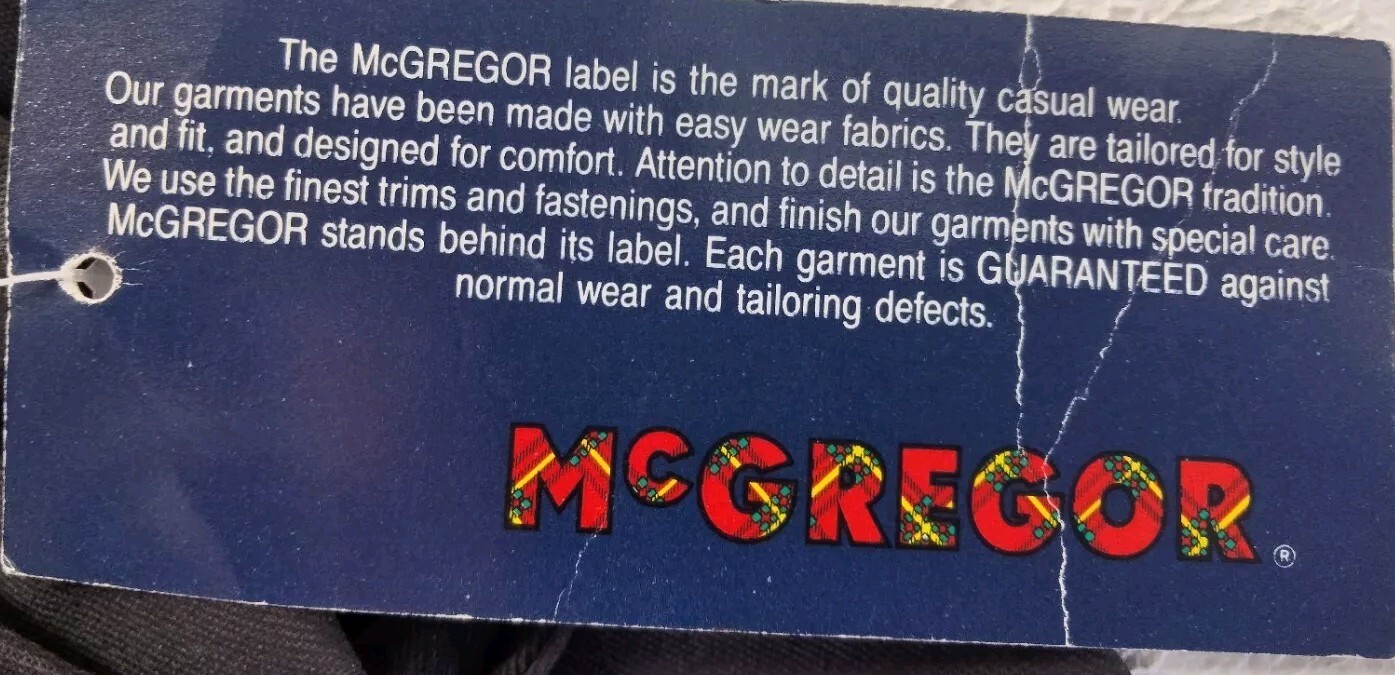 The McGREGOR label is the mark of quality casual wear.
Our garments have been made with easy wear fabrics. They are tailored for style
and fit, and designed for comfort. Attention to detail is the McGREGOR tradition.
We use the finest trims and fastenings, and finish our garments with special care.
McGREGOR stands behind its label. Each garment is GUARANTEED against
normal wear and tailoring defects.
McGREGOR®